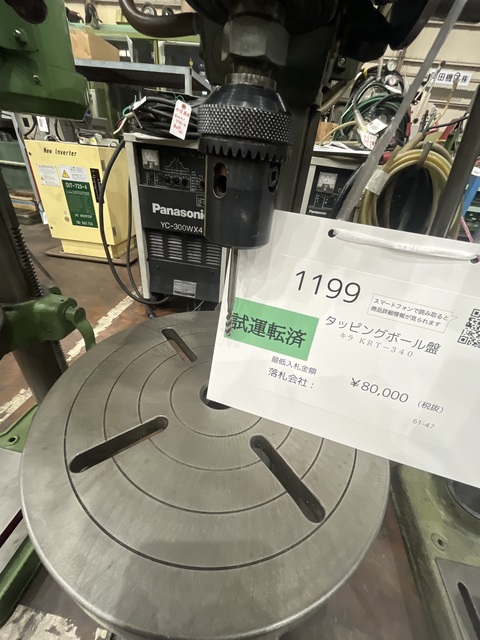 New Inverter
Panasonic
YC-300WX4
Panasonic
1199
スマートフォンで読み取ると
商品詳細情報が見られます
試運転済
タッピングボール盤
キラ KRT-340
最低入札金額
落札会社：
￥80,000 （税抜）
6T-47